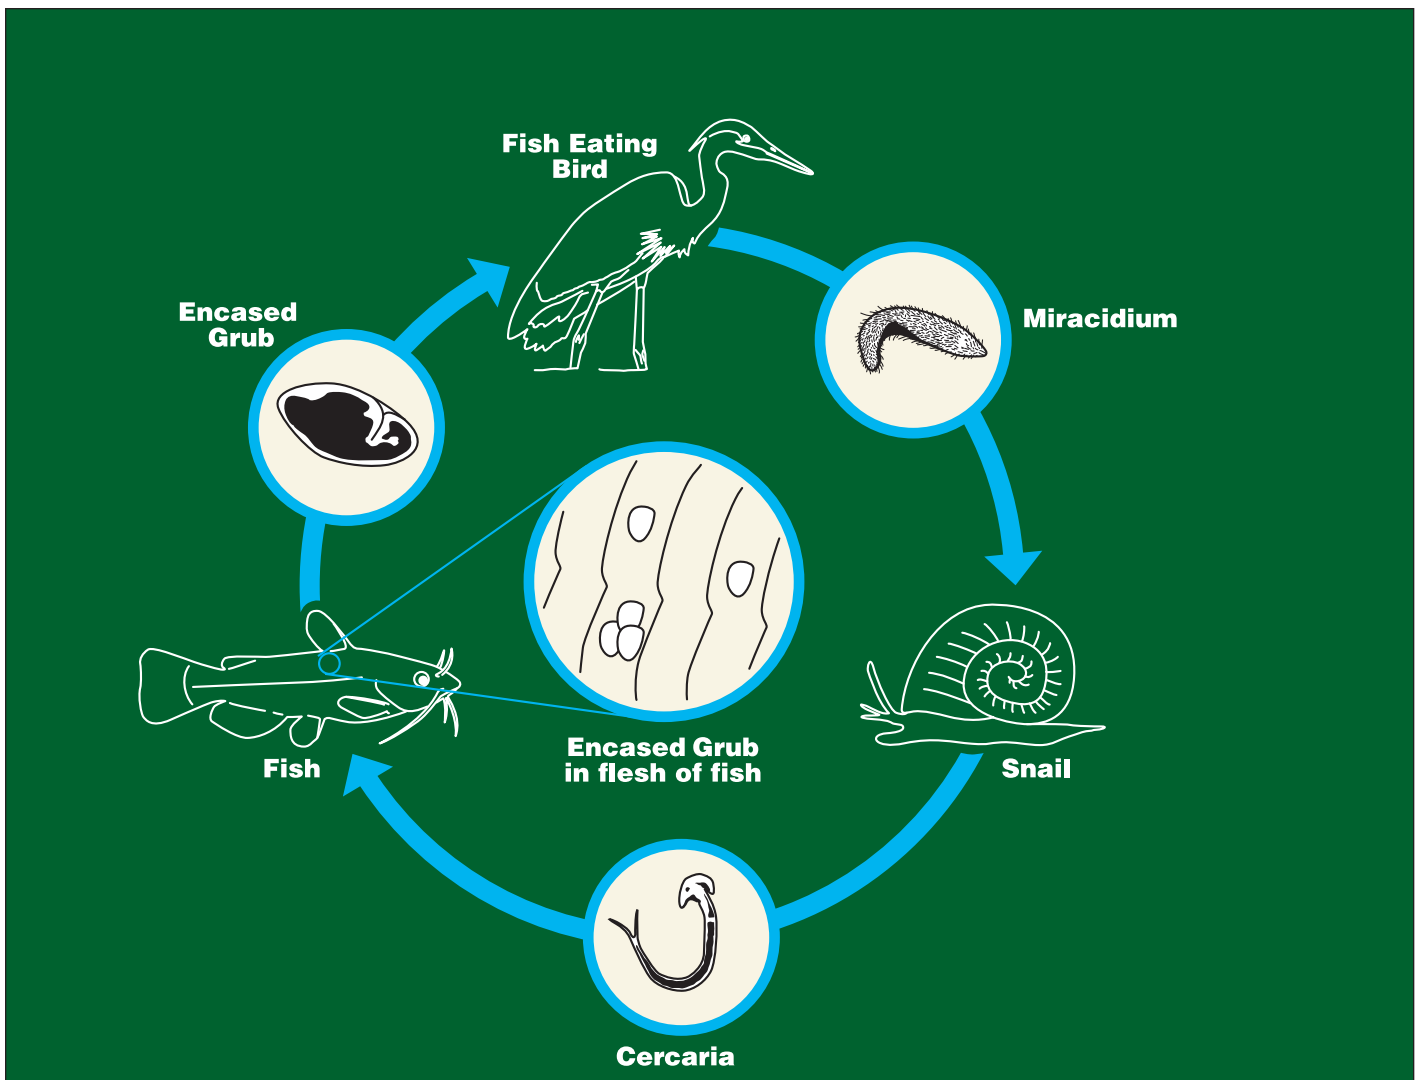 Fish Eating
Bird
Encased
Grub
Miracidium
Encased Grub
in flesh of fish
Fish
Snail
Cercaria